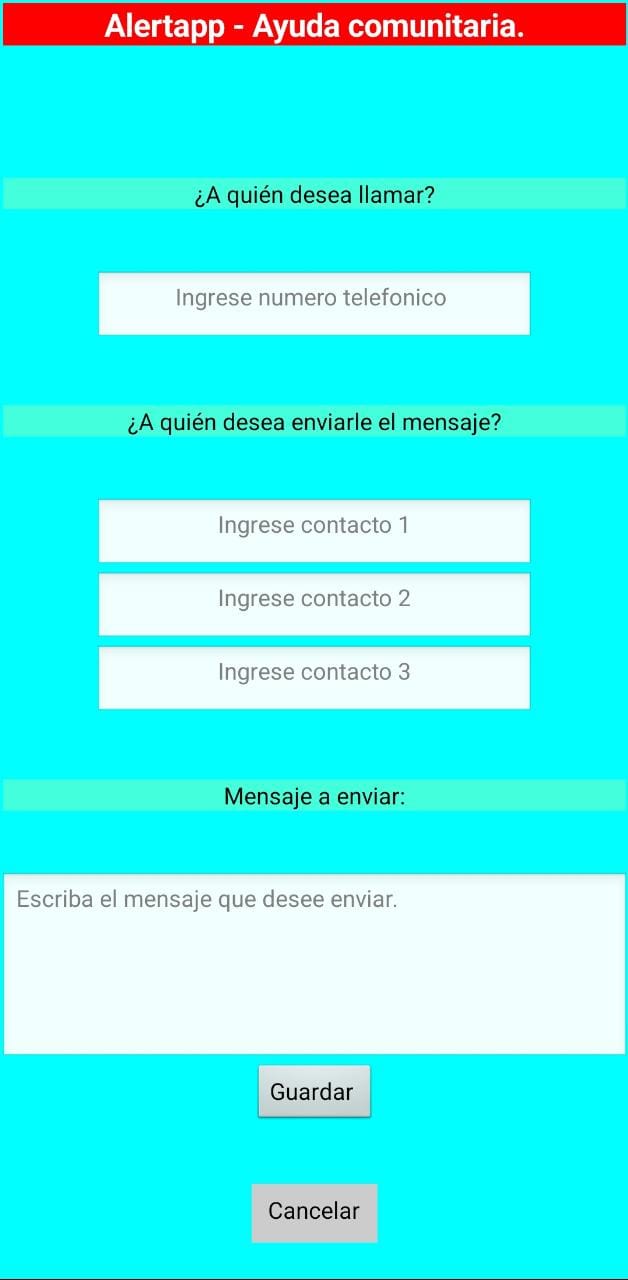 Alertapp - Ayuda comunitaria.
¿A quién desea llamar?
Ingrese numero telefonico
¿A quién desea enviarle el mensaje?
Ingrese contacto 1
Ingrese contacto 2
Ingrese contacto 3
Mensaje a enviar:
Escriba el mensaje que desee enviar.
Guardar
Cancelar